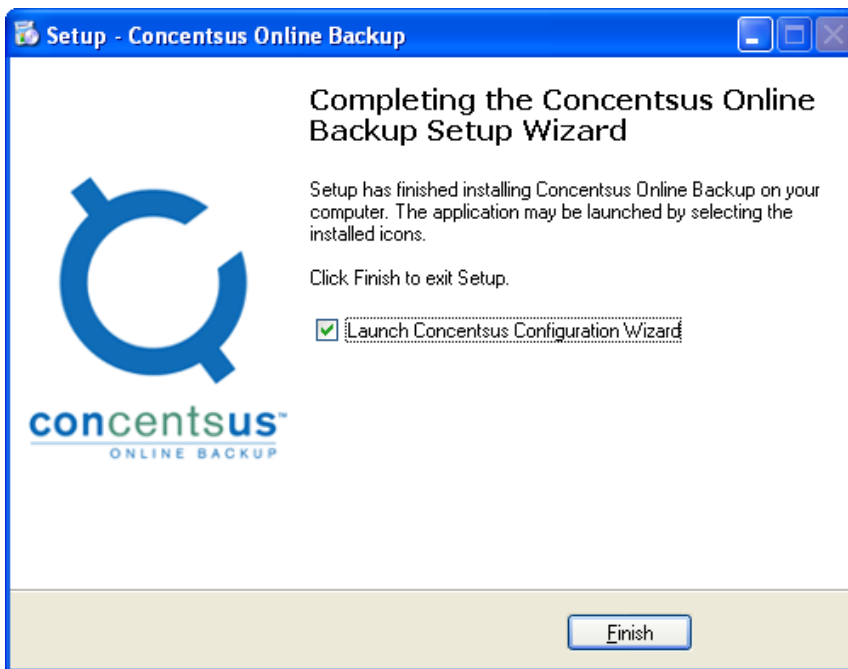 Setup - Concentsus Online Backup
Completing the Concentsus Online
Backup Setup Wizard
Setup has finished installing Concentsus Online Backup on your
computer. The application may be launched by selecting the
installed icons.
Click Finish to exit Setup.
Launch Concentsus Configuration Wizard
concentsus™
ONLINE BACKUP
Finish